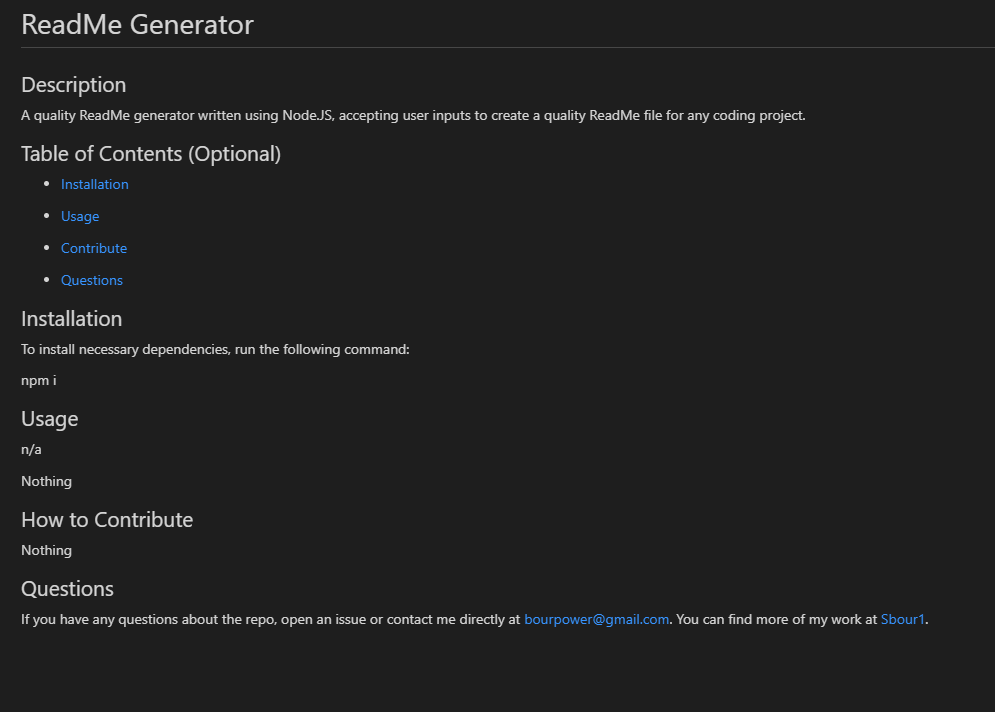 ReadMe Generator
Description
A quality ReadMe generator written using NodeJS, accepting user inputs to create a quality ReadMe file for any coding project.
Table of Contents (Optional)
Installation
Usage
Contribute
Questions
Installation
To install necessary dependencies, run the following command:
npm i
Usage
n/a
Nothing
How to Contribute
Nothing
Questions
If you have any questions about the repo, open an issue or contact me directly at bourpower@gmail.com. You can find more of my work at Sbour1.